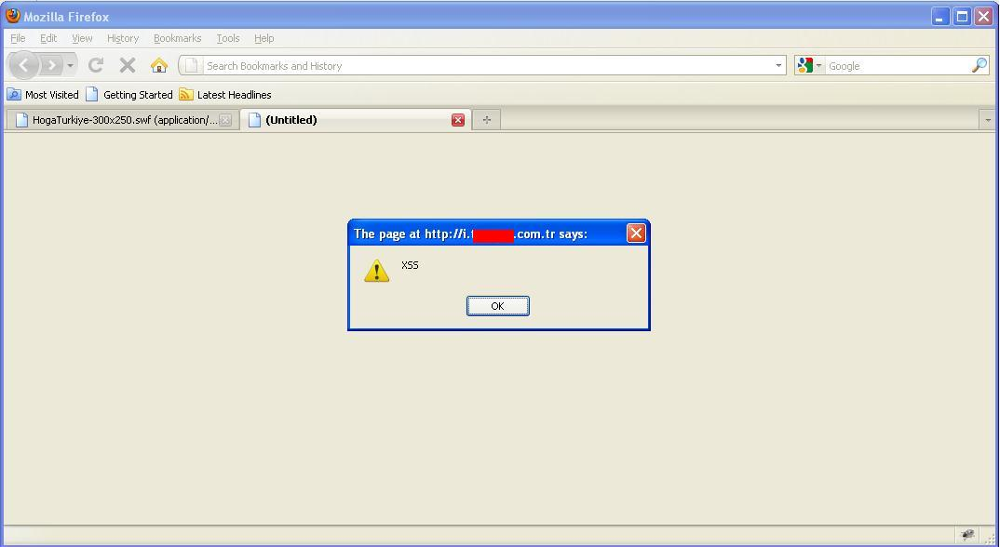 Mozilla Firefox
File Edit View History Bookmarks Tools Help
Search Bookmarks and History
Google
Most Visited Getting Started Latest Headlines
HogaTurkiye-300x250.swf (application/... (Untitled)
The page at http://i.t .com.tr says:
XSS
OK